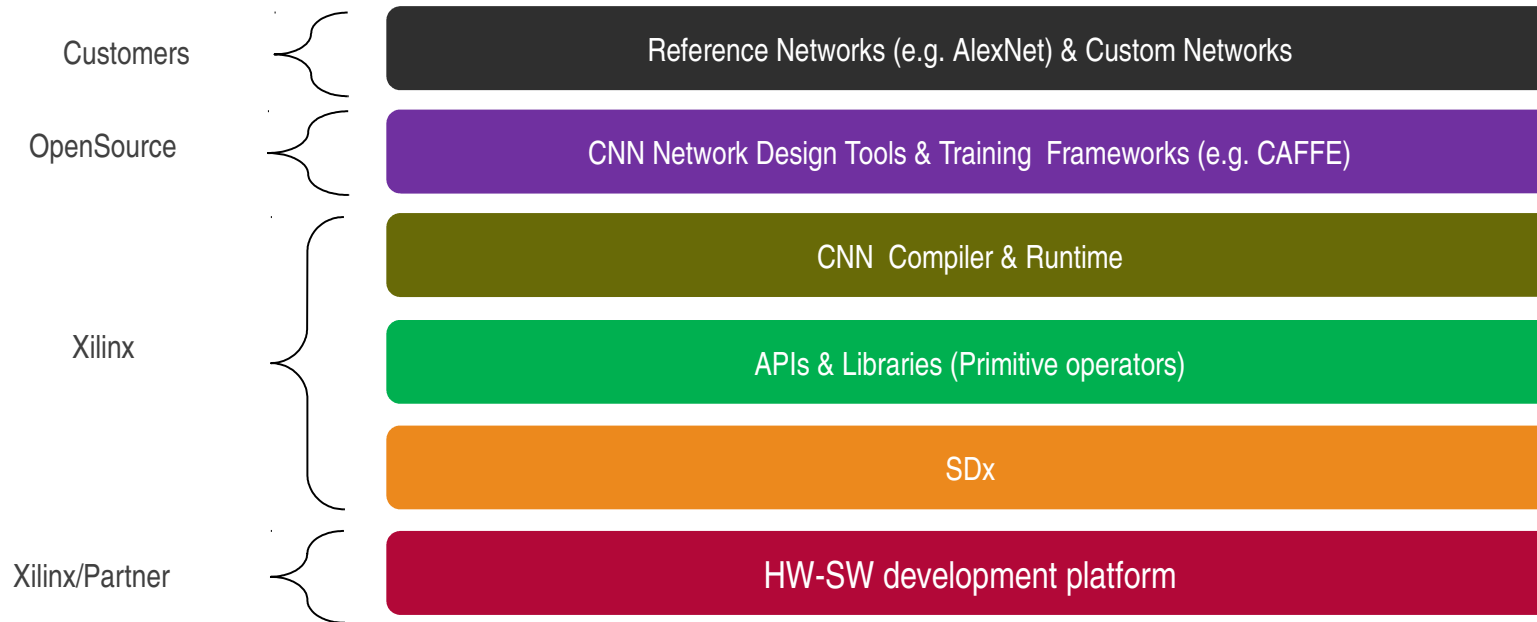 Customers
Reference Networks (e.g. AlexNet) & Custom Networks
OpenSource
CNN Network Design Tools & Training  Frameworks (e.g. CAFFE)
CNN  Compiler & Runtime
Xilinx
APIs & Libraries (Primitive operators)
SDx
Xilinx/Partner
HW-SW development platform